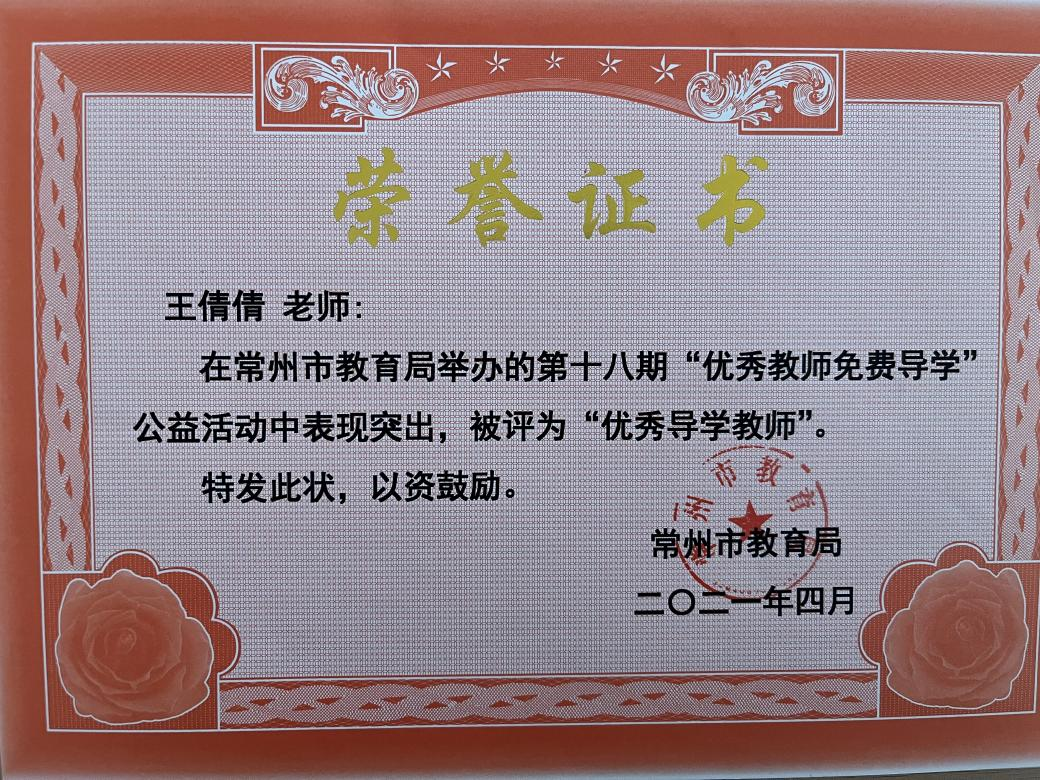 荣誉证书
王倩倩 老师：
在常州市教育局举办的第十八期“优秀教师免费导学”
公益活动中表现突出，被评为“优秀导学教师”。
特发此状，以资鼓励。
常州市教育局
二〇二一年四月